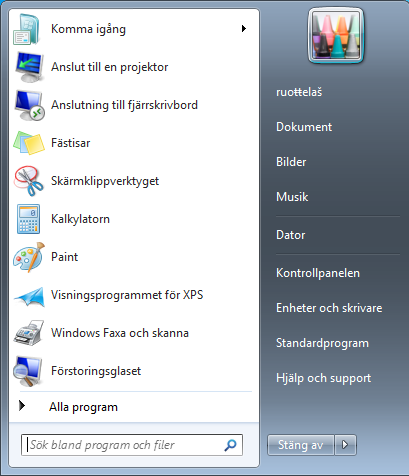 Komma igång
Anslut till en projektor
Anslutning till fjärrskrivbord
Fästisar
Skärmklippverktyget
Kalkylatorn
Paint
Visningsprogrammet för XPS
Windows Faxa och skanna
Förstoringsglaset
Alla program
Sök bland program och filer
ruoŧŧelaš
Dokument
Bilder
Musik
Dator
Kontrollpanelen
Enheter och skrivare
Standardprogram
Hjälp och support
Stäng av